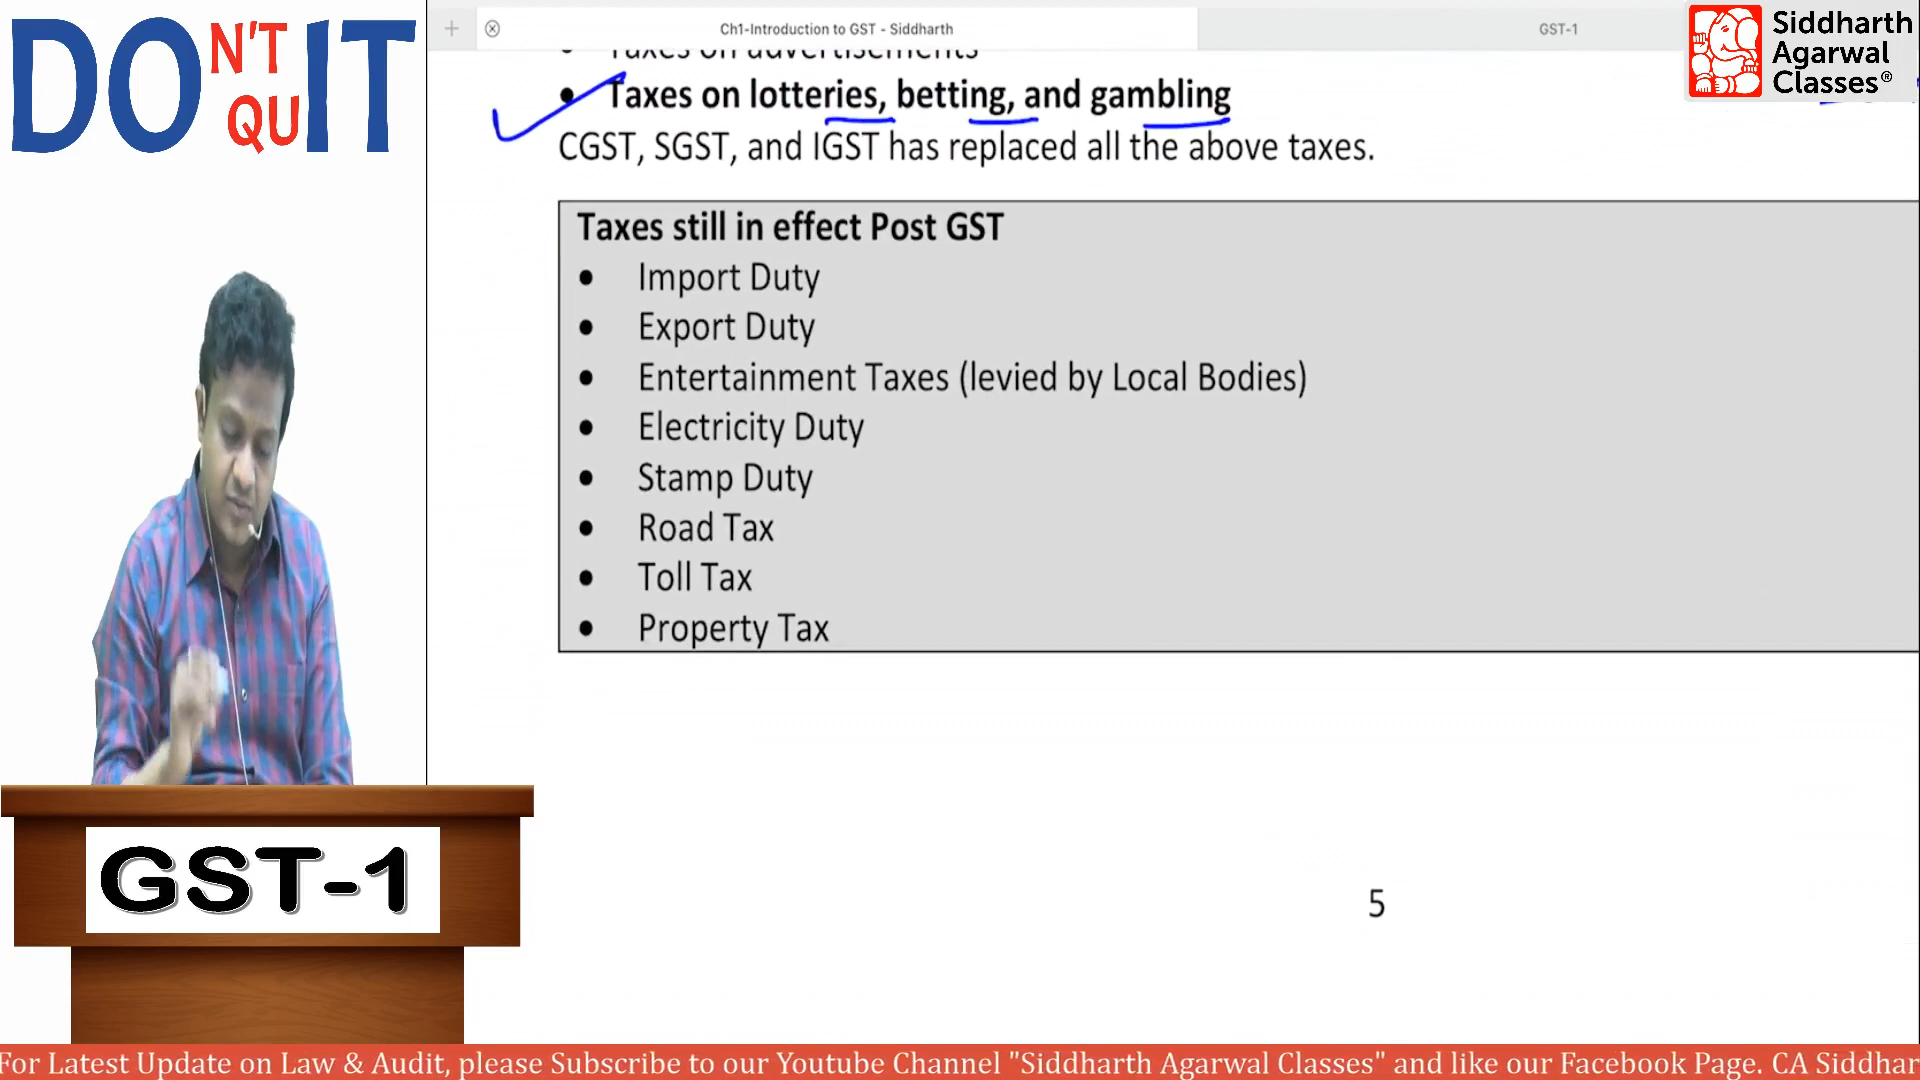 DON'T QUIT
Ch1-Introduction to GST - Siddharth
GST-1
Siddharth
Agarwal
Classes®
• Taxes on advertisements
• Taxes on lotteries, betting, and gambling
CGST, SGST, and IGST has replaced all the above taxes.
Taxes still in effect Post GST
• Import Duty
• Export Duty
• Entertainment Taxes (levied by Local Bodies)
• Electricity Duty
• Stamp Duty
• Road Tax
• Toll Tax
• Property Tax
GST-1
5
For Latest Update on Law & Audit, please Subscribe to our Youtube Channel "Siddharth Agarwal Classes" and like our Facebook Page. CA Siddhar